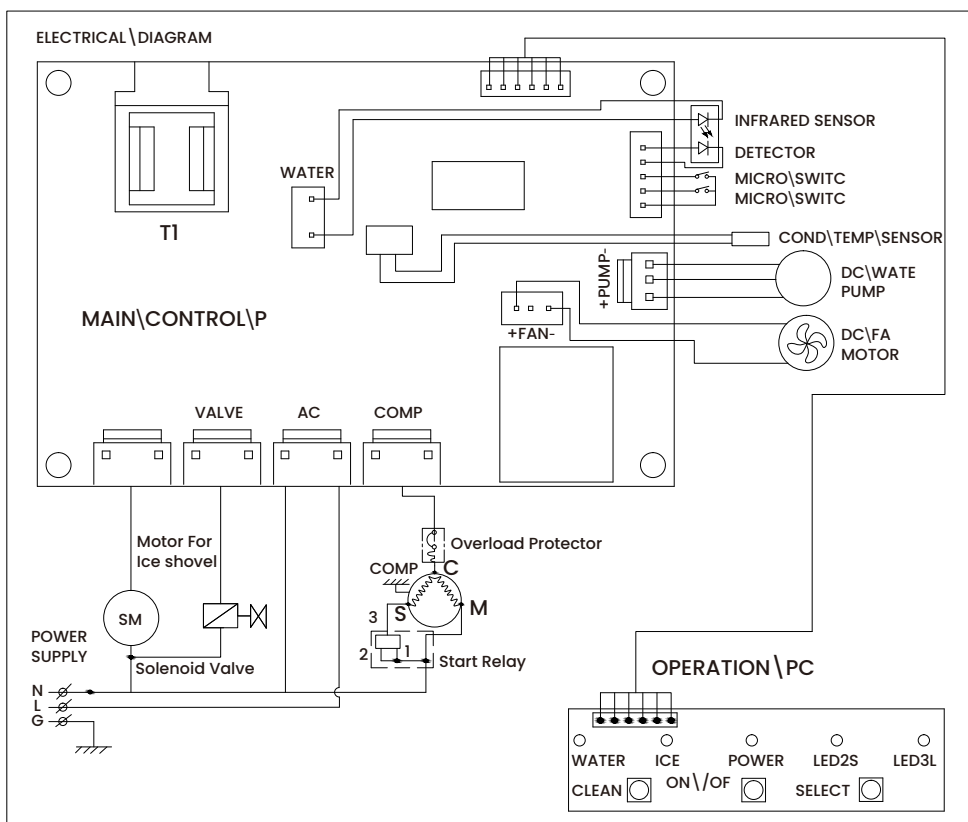 ELECTRICAL\DIAGRAM
INFRARED SENSOR
DETECTOR
MICRO\SWITC
MICRO\SWITC
WATER
T1
COND\TEMP\SENSOR
+PUMP-
DC\WATE
PUMP
MAIN\CONTROL\P
+FAN-
DC\FA
MOTOR
VALVE
AC
COMP
Motor For
Ice shovel
Overload Protector
COMP
C
S
M
SM
3
2
1
Start Relay
POWER
SUPPLY
Solenoid Valve
N
L
G
OPERATION\PC
WATER
ICE
POWER
LED2S
LED3L
CLEAN
ON\/OF
SELECT